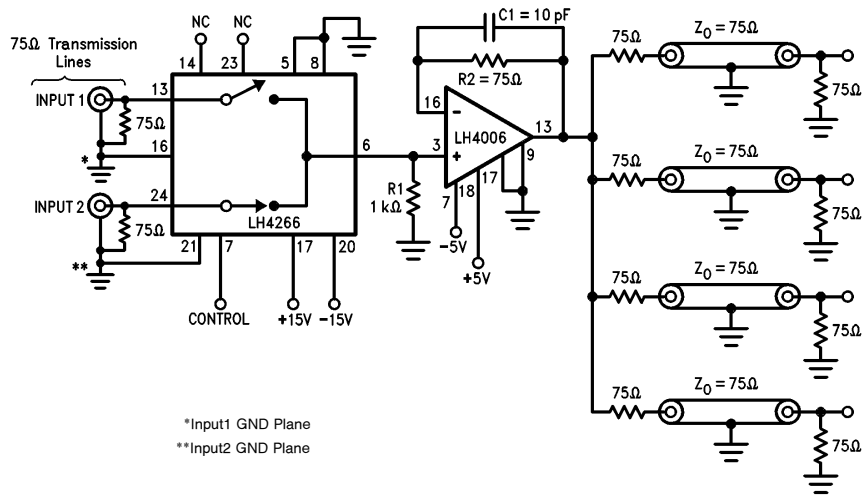 75Ω Transmission
Lines
NC
NC
14
23
5
8
INPUT 1
13
75Ω
*
16
INPUT 2
24
75Ω
**
LH4266
21
7
17
20
CONTROL
+15V
−15V
6
R1
1 kΩ
C1 = 10 pF
R2 = 75Ω
16
−
3
+
LH4006
13
9
17
18
7
−5V
+5V
75Ω
Z₀ = 75Ω
75Ω
75Ω
Z₀ = 75Ω
75Ω
75Ω
Z₀ = 75Ω
75Ω
75Ω
Z₀ = 75Ω
75Ω
*Input1 GND Plane
**Input2 GND Plane